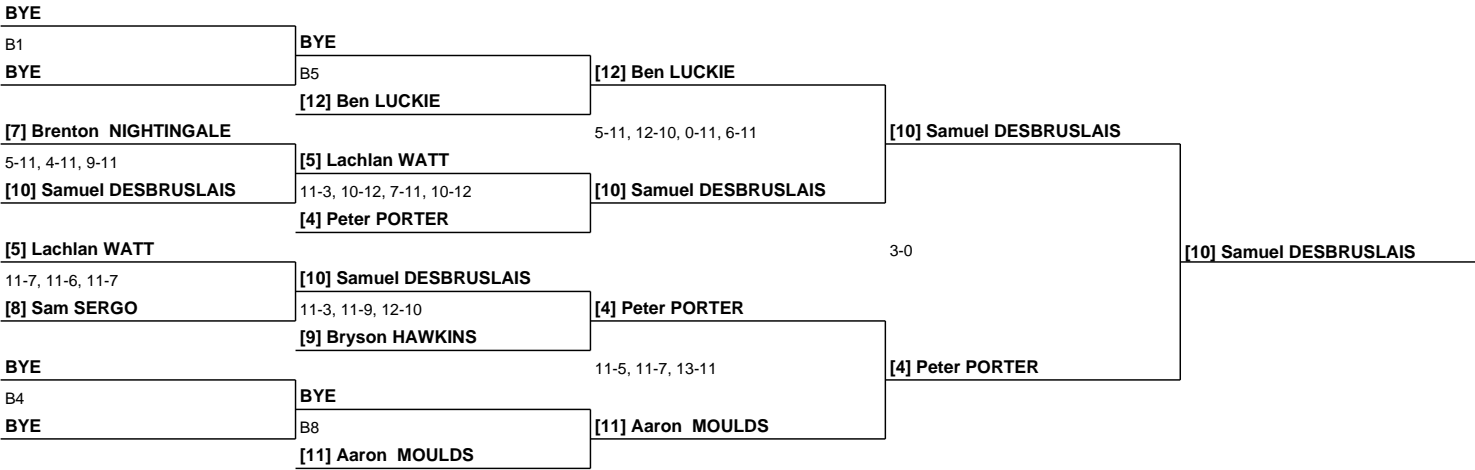 BYE
B1
BYE
BYE
B5
[12] Ben LUCKIE
[12] Ben LUCKIE
[7] Brenton  NIGHTINGALE
5-11, 4-11, 9-11
[10] Samuel DESBRUSLAIS
5-11, 12-10, 0-11, 6-11
[10] Samuel DESBRUSLAIS
[5] Lachlan WATT
11-3, 10-12, 7-11, 10-12
[4] Peter PORTER
[10] Samuel DESBRUSLAIS
[5] Lachlan WATT
11-7, 11-6, 11-7
[8] Sam SERGO
3-0
[10] Samuel DESBRUSLAIS
[10] Samuel DESBRUSLAIS
11-3, 11-9, 12-10
[9] Bryson HAWKINS
[4] Peter PORTER
BYE
B4
BYE
11-5, 11-7, 13-11
[4] Peter PORTER
BYE
B8
[11] Aaron  MOULDS
[11] Aaron  MOULDS